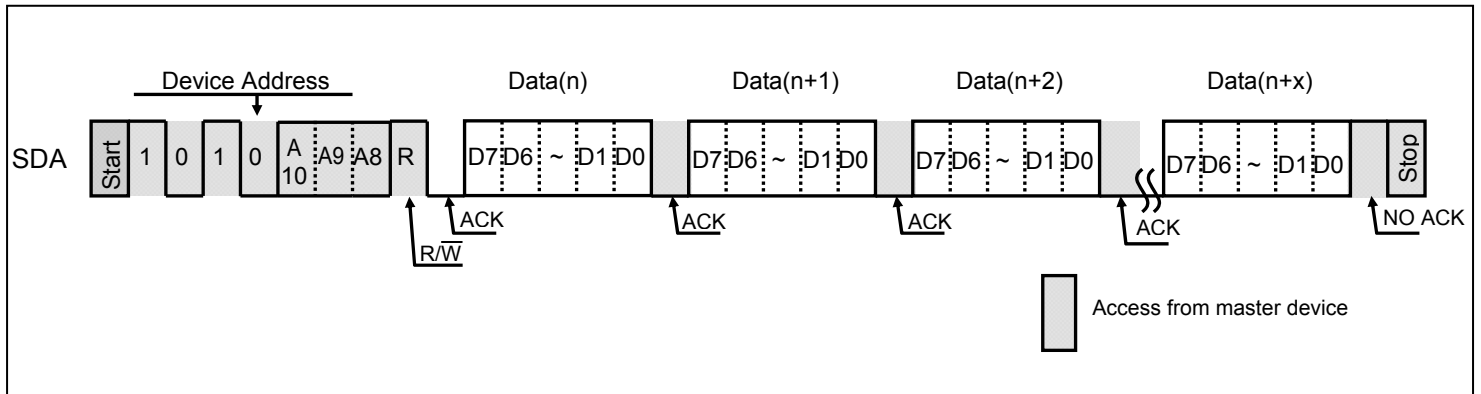 Device Address Data(n) Data(n+1) Data(n+2) Data(n+x)
SDA Start 1 0 1 0 A 10 A9 A8 R D7 D6 ~ D1 D0 D7 D6 ~ D1 D0 D7 D6 ~ D1 D0 D7 D6 ~ D1 D0 Stop
ACK ACK ACK ACK NO ACK
R/W̅
Access from master device